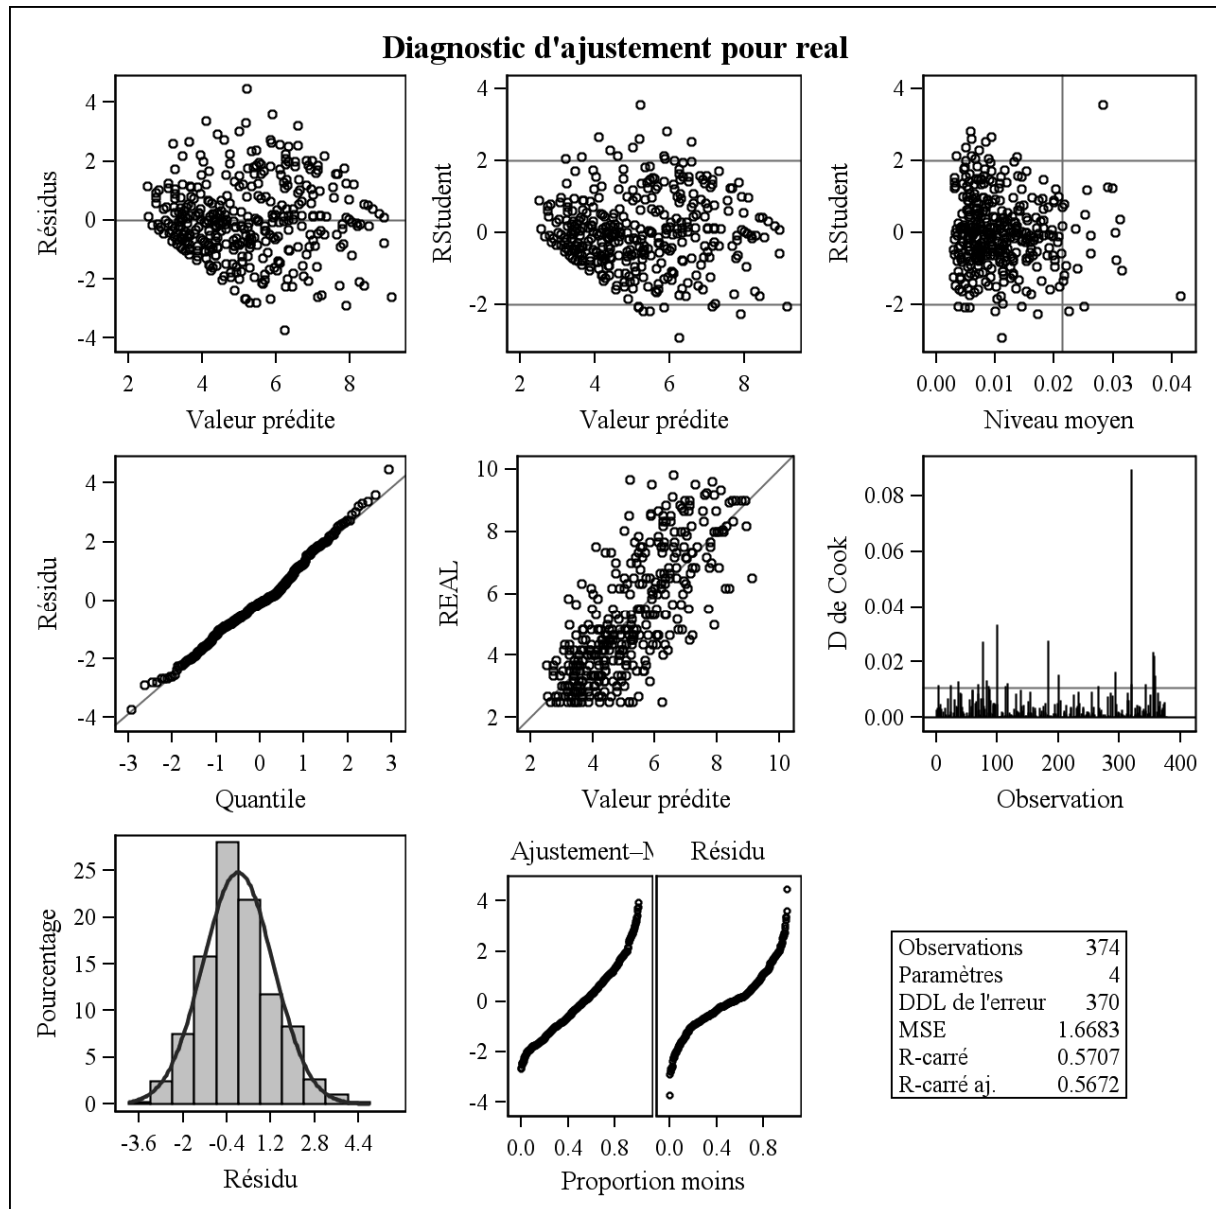 Diagnostic d'ajustement pour real
4
2
0
-2
-4
Résidus
2 4 6 8
Valeur prédite
4
2
0
-2
RStudent
2 4 6 8
Valeur prédite
4
2
0
-2
RStudent
0.00 0.01 0.02 0.03 0.04
Niveau moyen
4
2
0
-2
-4
Résidu
-3 -2 -1 0 1 2 3
Quantile
10
8
6
4
2
REAL
2 4 6 8 10
Valeur prédite
0.08
0.06
0.04
0.02
0.00
D de Cook
0 100 200 300 400
Observation
25
20
15
10
5
0
Pourcentage
-3.6 -2 -0.4 1.2 2.8 4.4
Résidu
Ajustement–M Résidu
4
2
0
-2
-4
0.0 0.4 0.8 0.0 0.4 0.8
Proportion moins
Observations 374
Paramètres 4
DDL de l'erreur 370
MSE 1.6683
R-carré 0.5707
R-carré aj. 0.5672